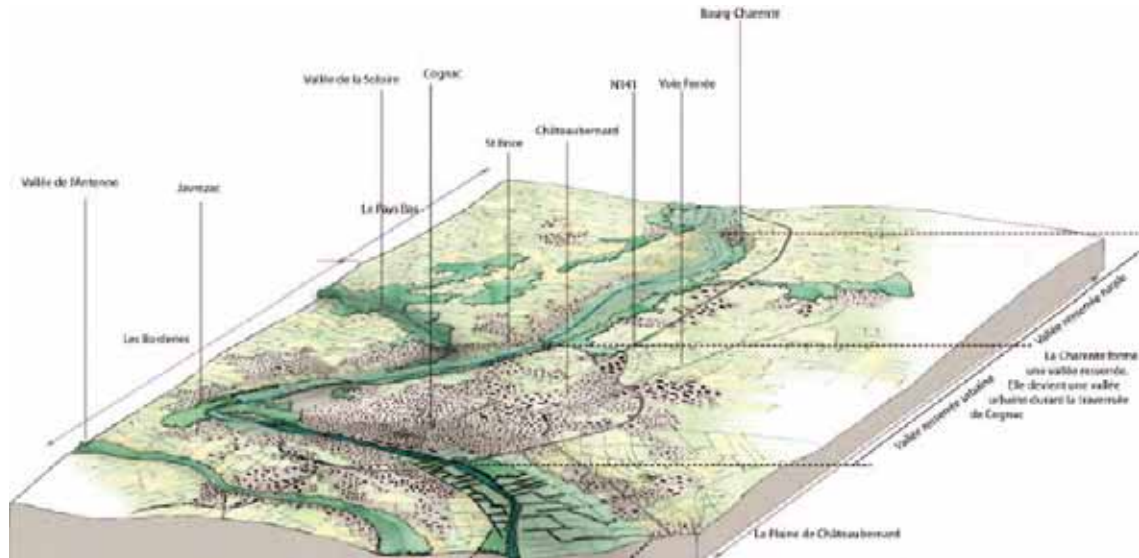 Bourg-Charente
Vallée de la Soloire
Cognac
N141
Voie Ferrée
Châteaubernard
St Brice
Vallée de l'Antenne
Javrezac
Le Pays Bas
Les Borderies
Vallée resserrée rurale
Vallée resserrée urbaine
La Charente forme
une vallée resserrée.
Elle devient une vallée
urbaine durant la traversée
de Cognac
La Plaine de Châteaubernard